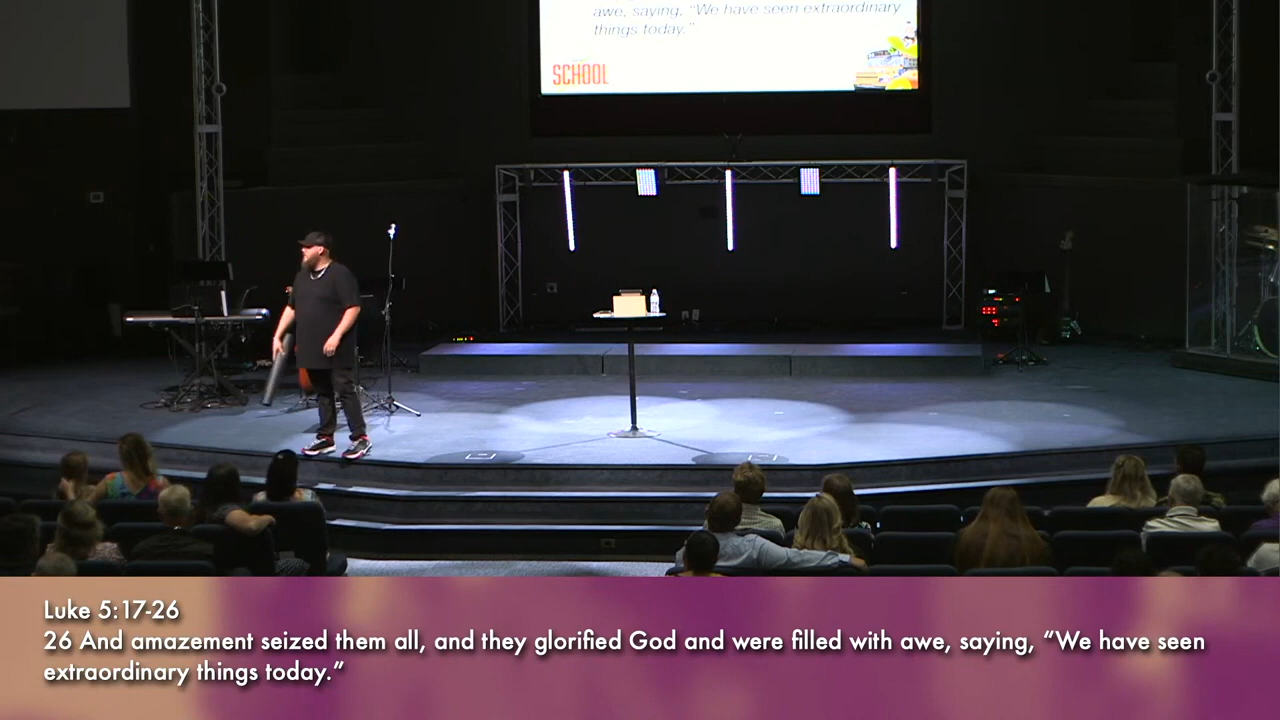 awe, saying, “We have seen extraordinary
things today.”
SCHOOL
Luke 5:17-26
26 And amazement seized them all, and they glorified God and were filled with awe, saying, “We have seen
extraordinary things today.”